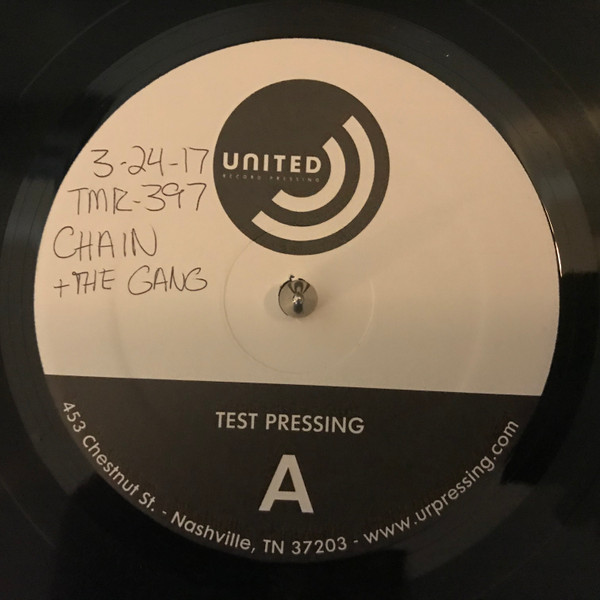 3-24-17
TMR-397
CHAIN
+ THE GANG
UNITED
RECORD PRESSING
TEST PRESSING
A
453 Chestnut St. - Nashville, TN 37203 - www.urpressing.com